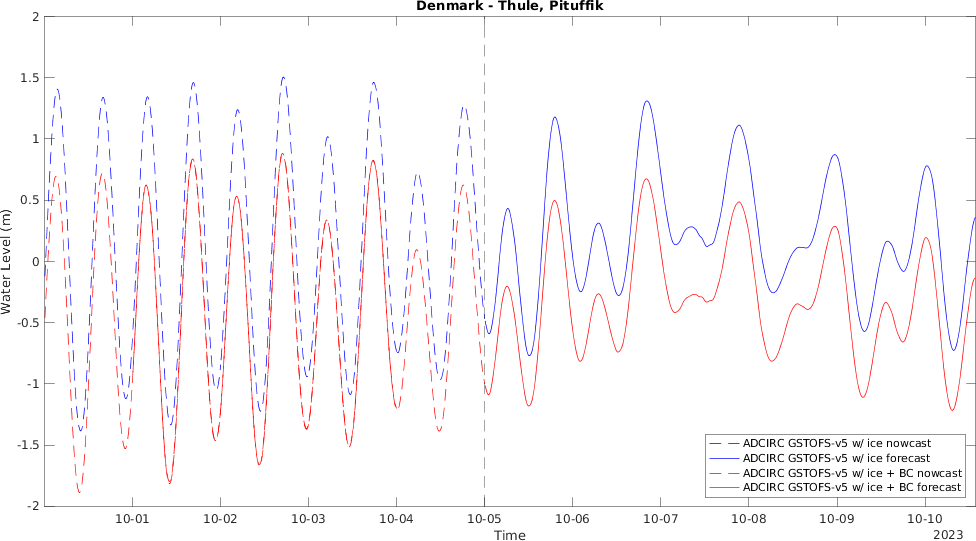 Denmark - Thule, Pituffik
Water Level (m)
2
1.5
1
0.5
0
-0.5
-1
-1.5
-2
ADCIRC GSTOFS-v5 w/ ice nowcast
ADCIRC GSTOFS-v5 w/ ice forecast
ADCIRC GSTOFS-v5 w/ ice + BC nowcast
ADCIRC GSTOFS-v5 w/ ice + BC forecast
10-01 10-02 10-03 10-04 10-05 10-06 10-07 10-08 10-09 10-10
Time
2023